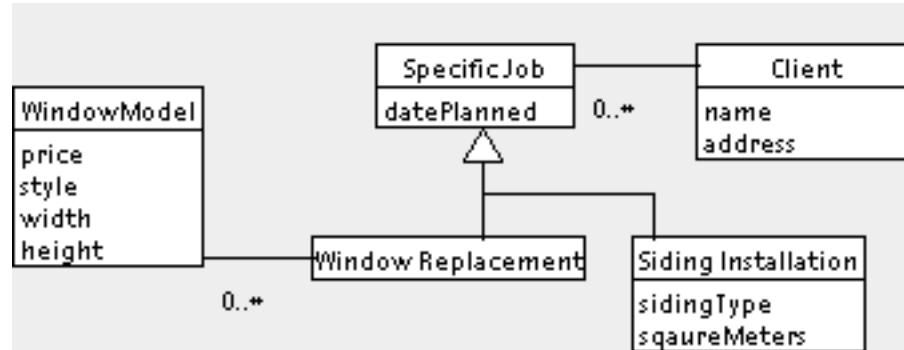 SpecificJob
datePlanned
0..*
Client
name
address
WindowModel
price
style
width
height
0..*
Window Replacement
Siding Installation
sidingType
sqaureMeters